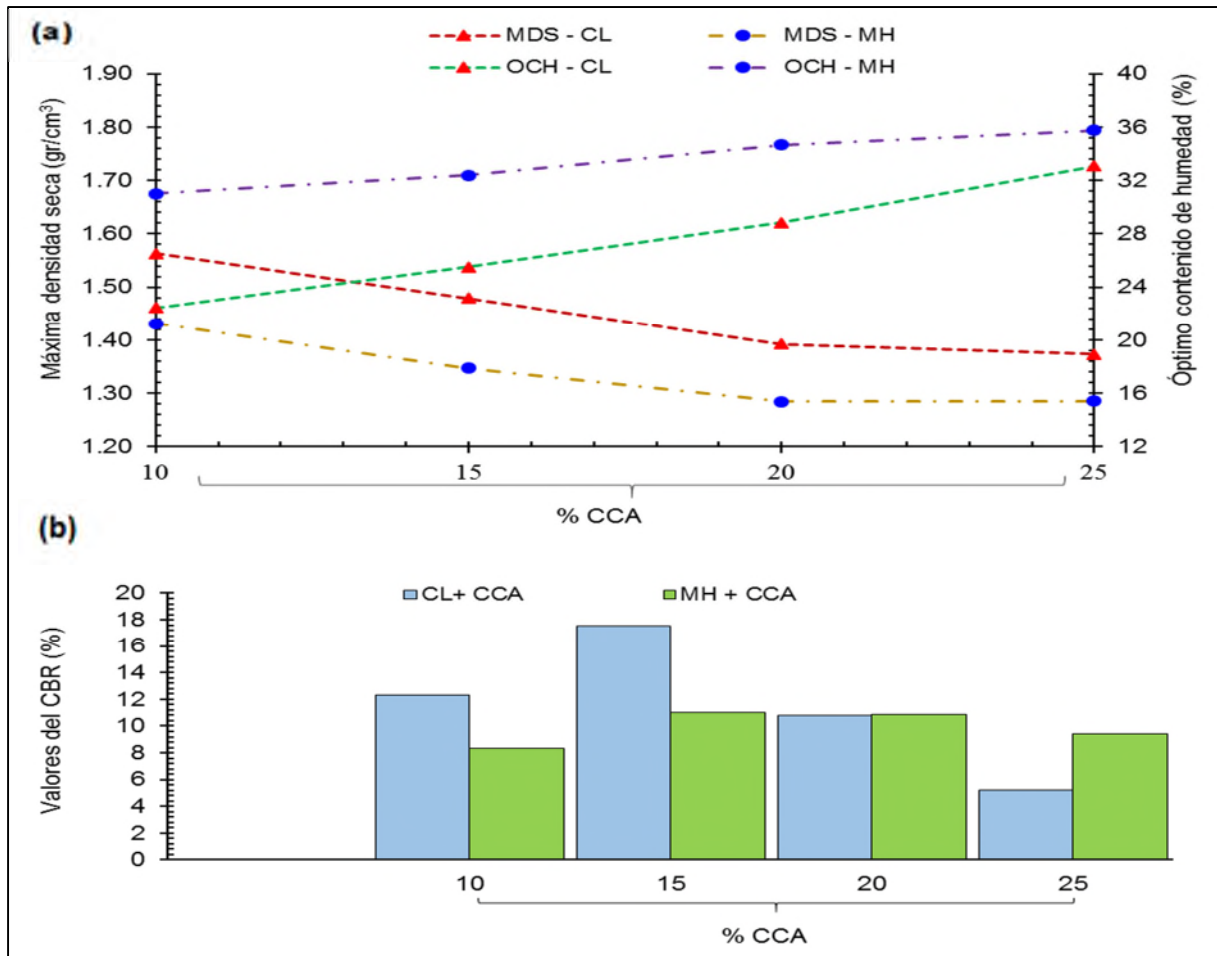 (a)
MDS - CL
MDS - MH
OCH - CL
OCH - MH
Máxima densidad seca (gr/cm³)
1.90
1.80
1.70
1.60
1.50
1.40
1.30
1.20
40
36
32
28
24
20
16
12
Óptimo contenido de humedad (%)
10 15 20 25
% CCA
(b)
CL+ CCA
MH + CCA
Valores del CBR (%)
20
18
16
14
12
10
8
6
4
2
0
10 15 20 25
% CCA